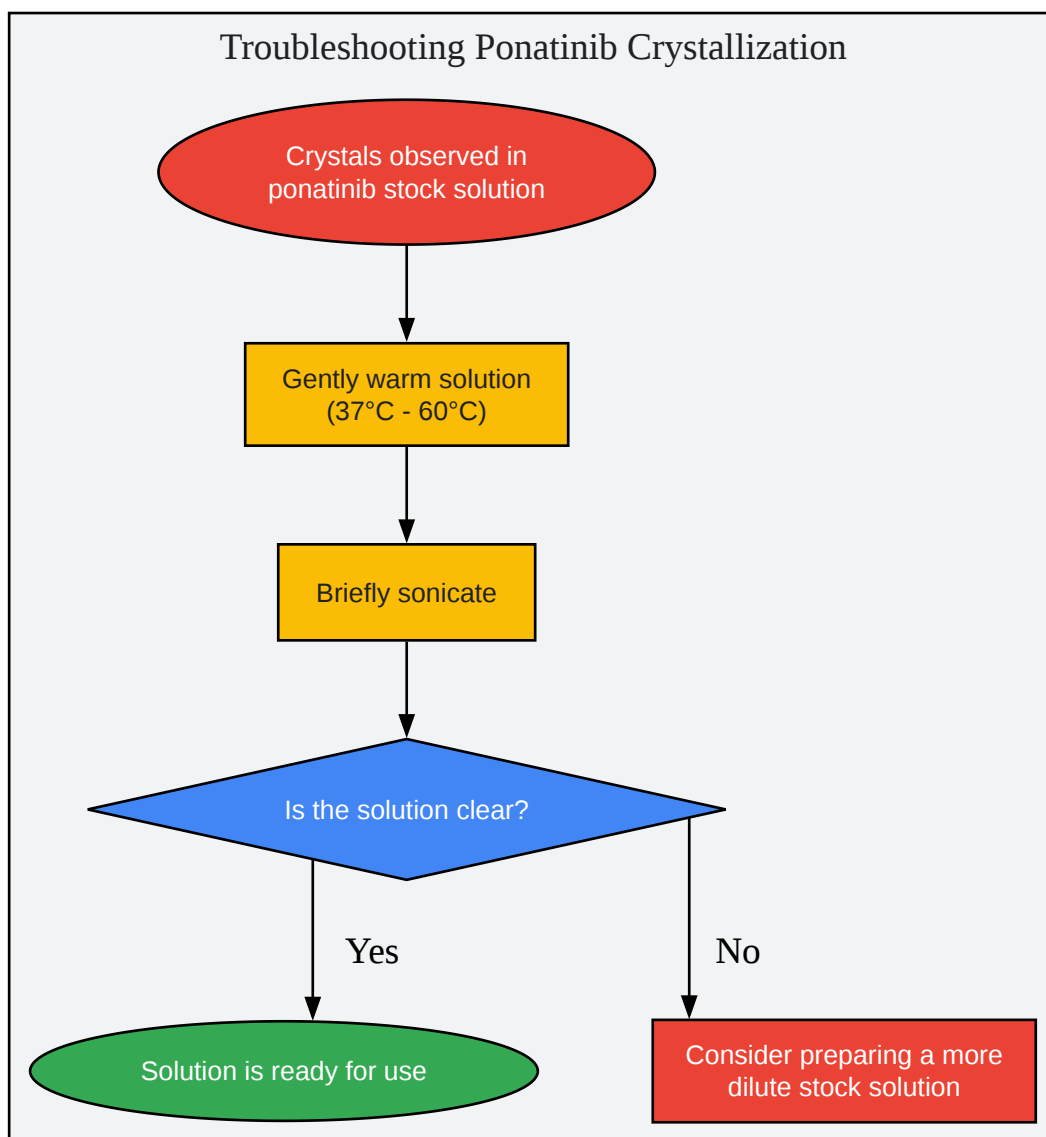 Troubleshooting Ponatinib Crystallization
Crystals observed in
ponatinib stock solution
Gently warm solution
(37°C - 60°C)
Briefly sonicate
Is the solution clear?
Yes
No
Solution is ready for use
Consider preparing a more
dilute stock solution